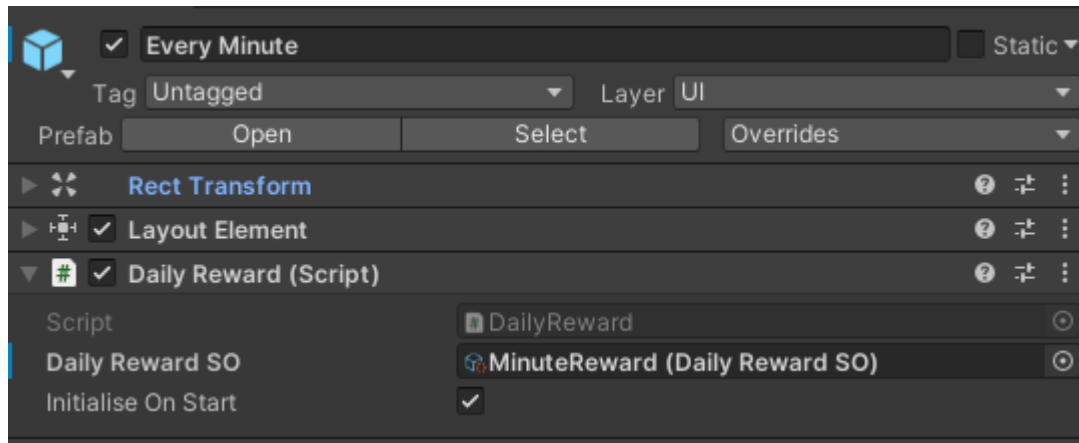 Every Minute Static
Tag Untagged Layer UI
Prefab Open Select Overrides
Rect Transform
Layout Element
# Daily Reward (Script)
Script # DailyReward
Daily Reward SO MinuteReward (Daily Reward SO)
Initialise On Start